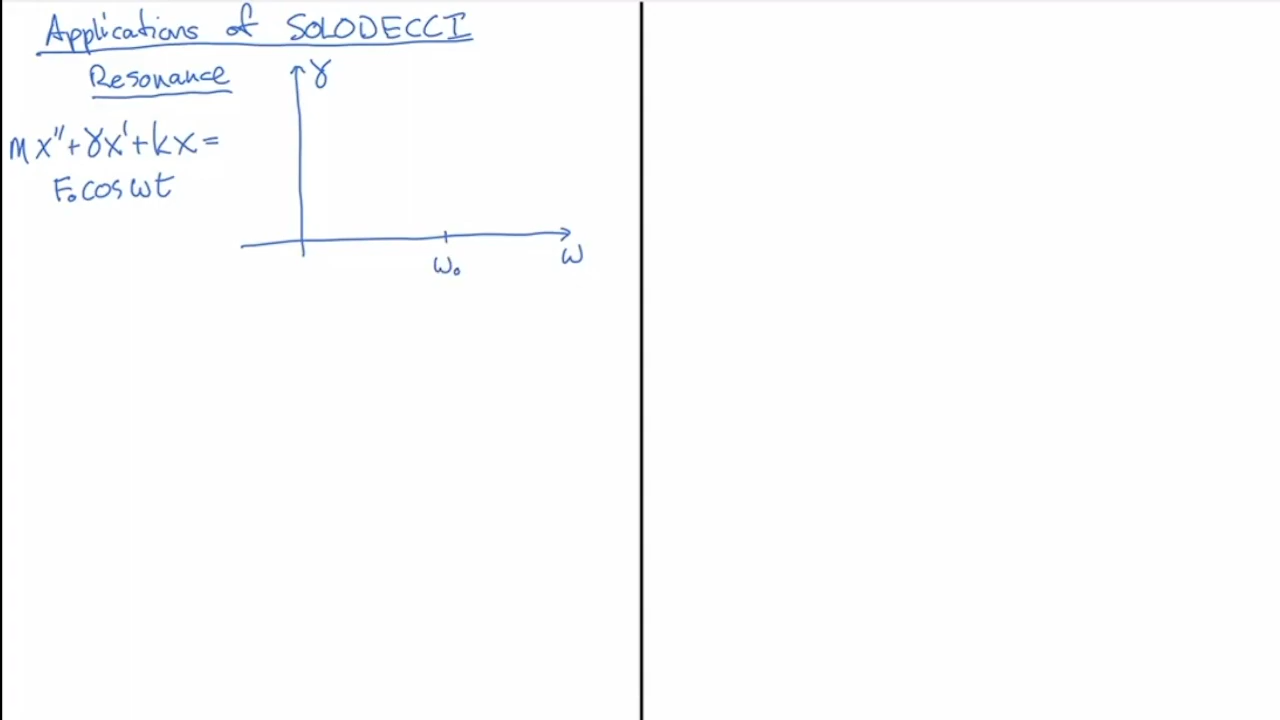 Applications of SOLODECCI
Resonance
γ
mx''+γx'+kx=
F₀cosωt
ω₀
ω